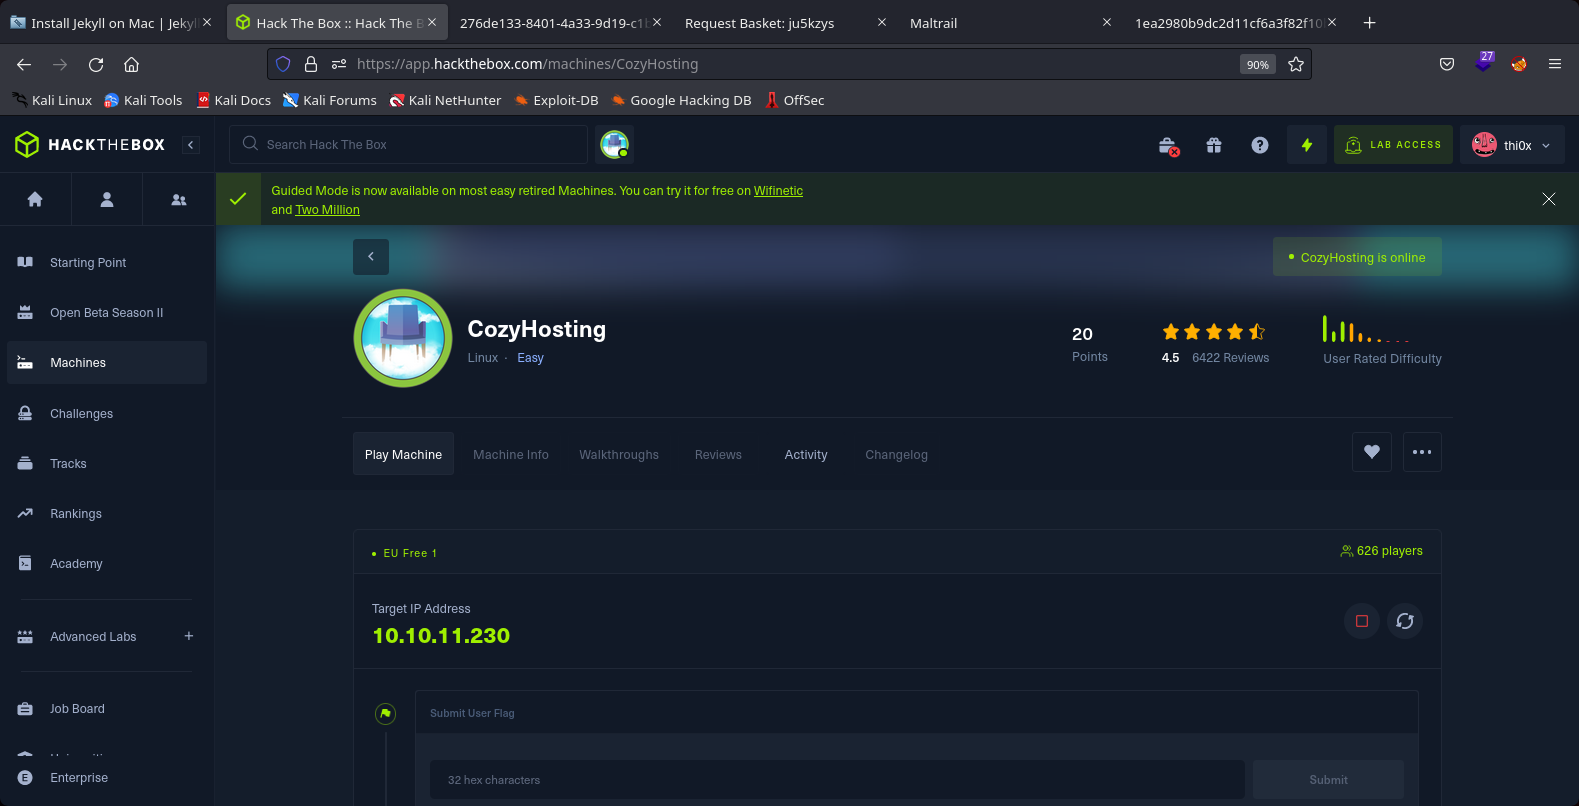 Install Jekyll on Mac | Jekyl
Hack The Box :: Hack The B
276de133-8401-4a33-9d19-c1b
Request Basket: ju5kzys
Maltrail
1ea2980b9dc2d11cf6a3f82f10
https://app.hackthebox.com/machines/CozyHosting
90%
27
Kali Linux
Kali Tools
Kali Docs
Kali Forums
Kali NetHunter
Exploit-DB
Google Hacking DB
OffSec
HACKTHEBOX
Search Hack The Box
LAB ACCESS
thi0x
Guided Mode is now available on most easy retired Machines. You can try it for free on Wifinetic
and Two Million
Starting Point
Open Beta Season II
Machines
Challenges
Tracks
Rankings
Academy
Advanced Labs
Job Board
Enterprise
CozyHosting is online
CozyHosting
Linux · Easy
20
Points
4.5 6422 Reviews
User Rated Difficulty
Play Machine
Machine Info
Walkthroughs
Reviews
Activity
Changelog
EU Free 1
626 players
Target IP Address
10.10.11.230
Submit User Flag
32 hex characters
Submit